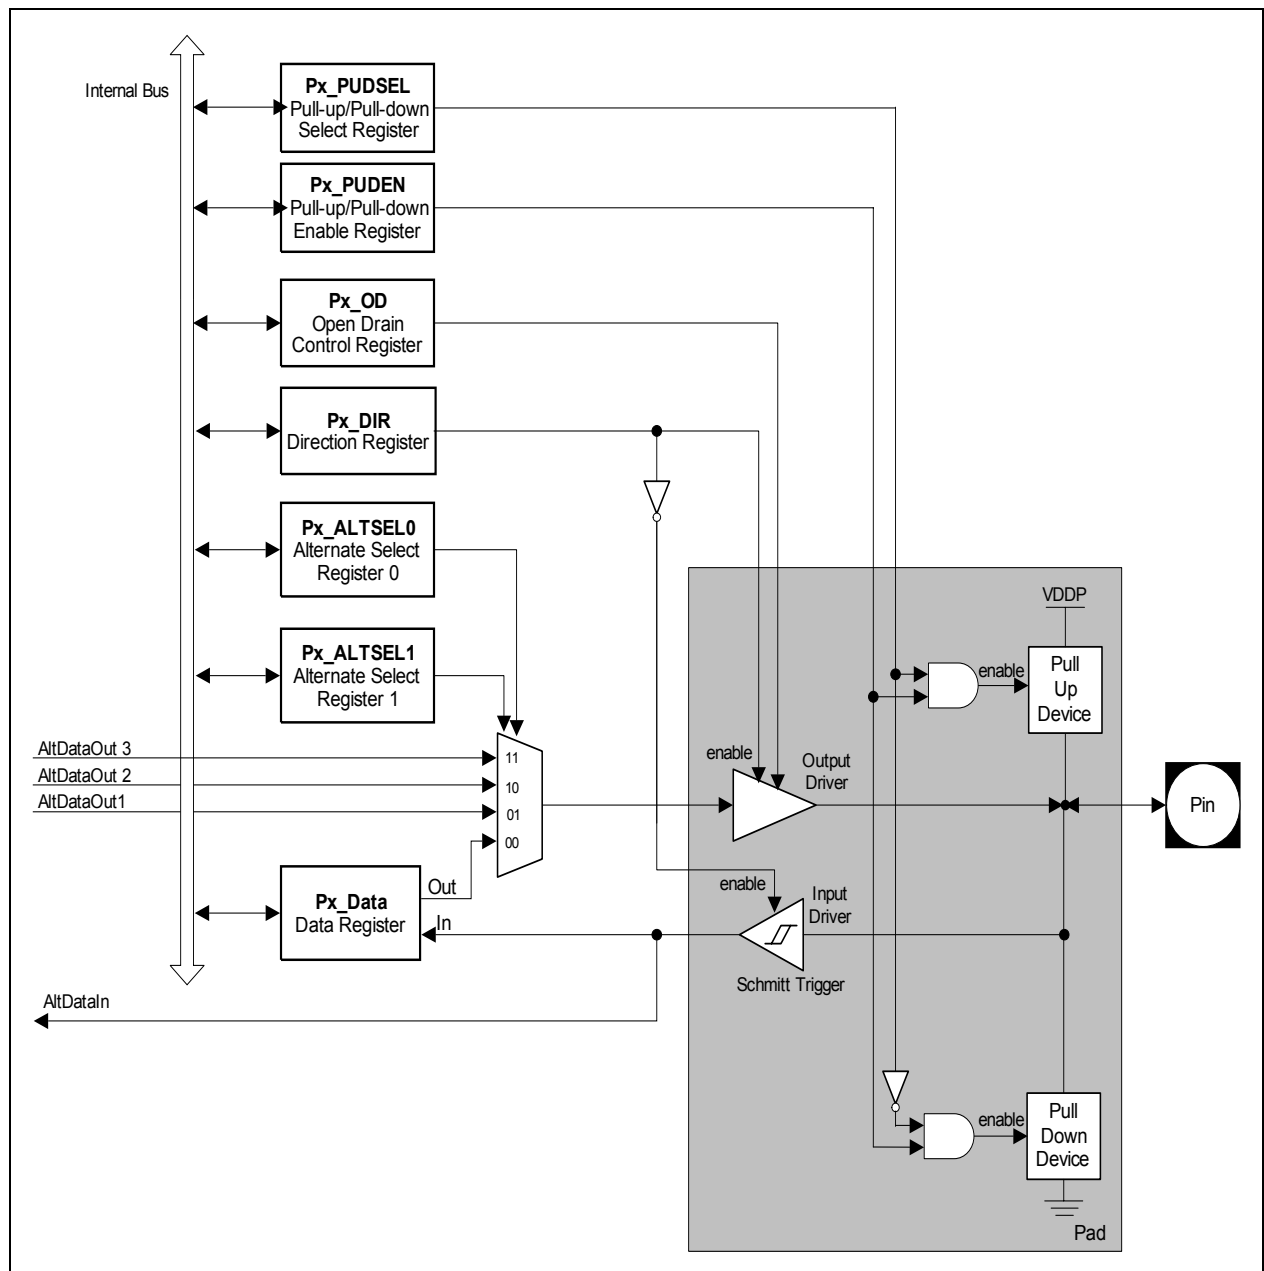 Internal Bus
Px_PUDSEL
Pull-up/Pull-down
Select Register
Px_PUDEN
Pull-up/Pull-down
Enable Register
Px_OD
Open Drain
Control Register
Px_DIR
Direction Register
Px_ALTSEL0
Alternate Select
Register 0
Px_ALTSEL1
Alternate Select
Register 1
AltDataOut 3
AltDataOut 2
AltDataOut1
11
10
01
00
Px_Data
Data Register
Out
In
AltDataIn
enable
Output
Driver
enable
Input
Driver
Schmitt Trigger
VDDP
enable
Pull
Up
Device
Pin
enable
Pull
Down
Device
Pad